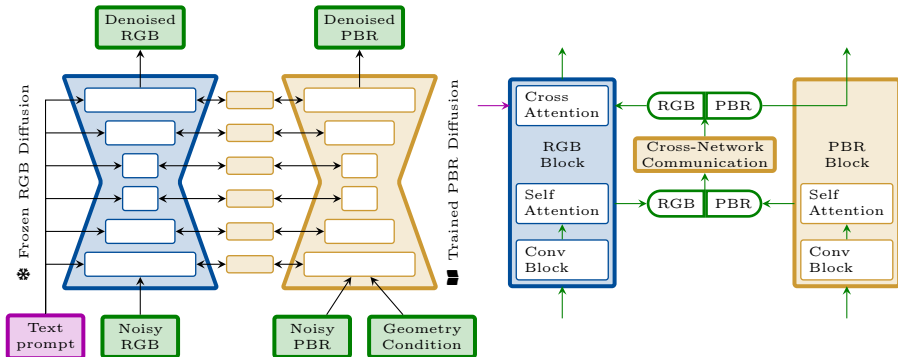 Denoised
RGB
Denoised
PBR
Frozen RGB Diffusion
Trained PBR Diffusion
Text
prompt
Noisy
RGB
Noisy
PBR
Geometry
Condition
Cross
Attention
RGB
Block
Self
Attention
Conv
Block
RGB PBR
Cross-Network
Communication
RGB PBR
PBR
Block
Self
Attention
Conv
Block